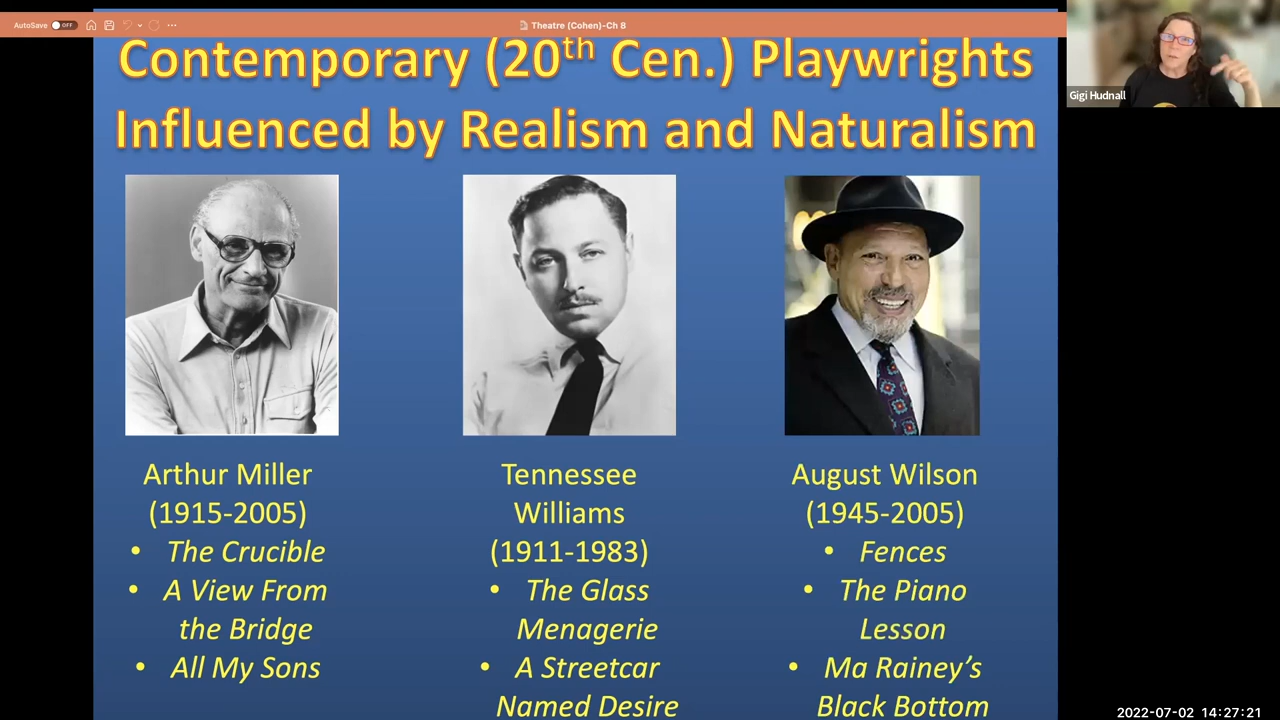 AutoSave OFF
Theatre (Cohen)-Ch 8
Contemporary (20th Cen.) Playwrights
Influenced by Realism and Naturalism
Gigi Hudnall
Arthur Miller
(1915-2005)
• The Crucible
• A View From
the Bridge
• All My Sons
Tennessee
Williams
(1911-1983)
• The Glass
Menagerie
• A Streetcar
Named Desire
August Wilson
(1945-2005)
• Fences
• The Piano
Lesson
• Ma Rainey's
Black Bottom
2022-07-02 14:27:21